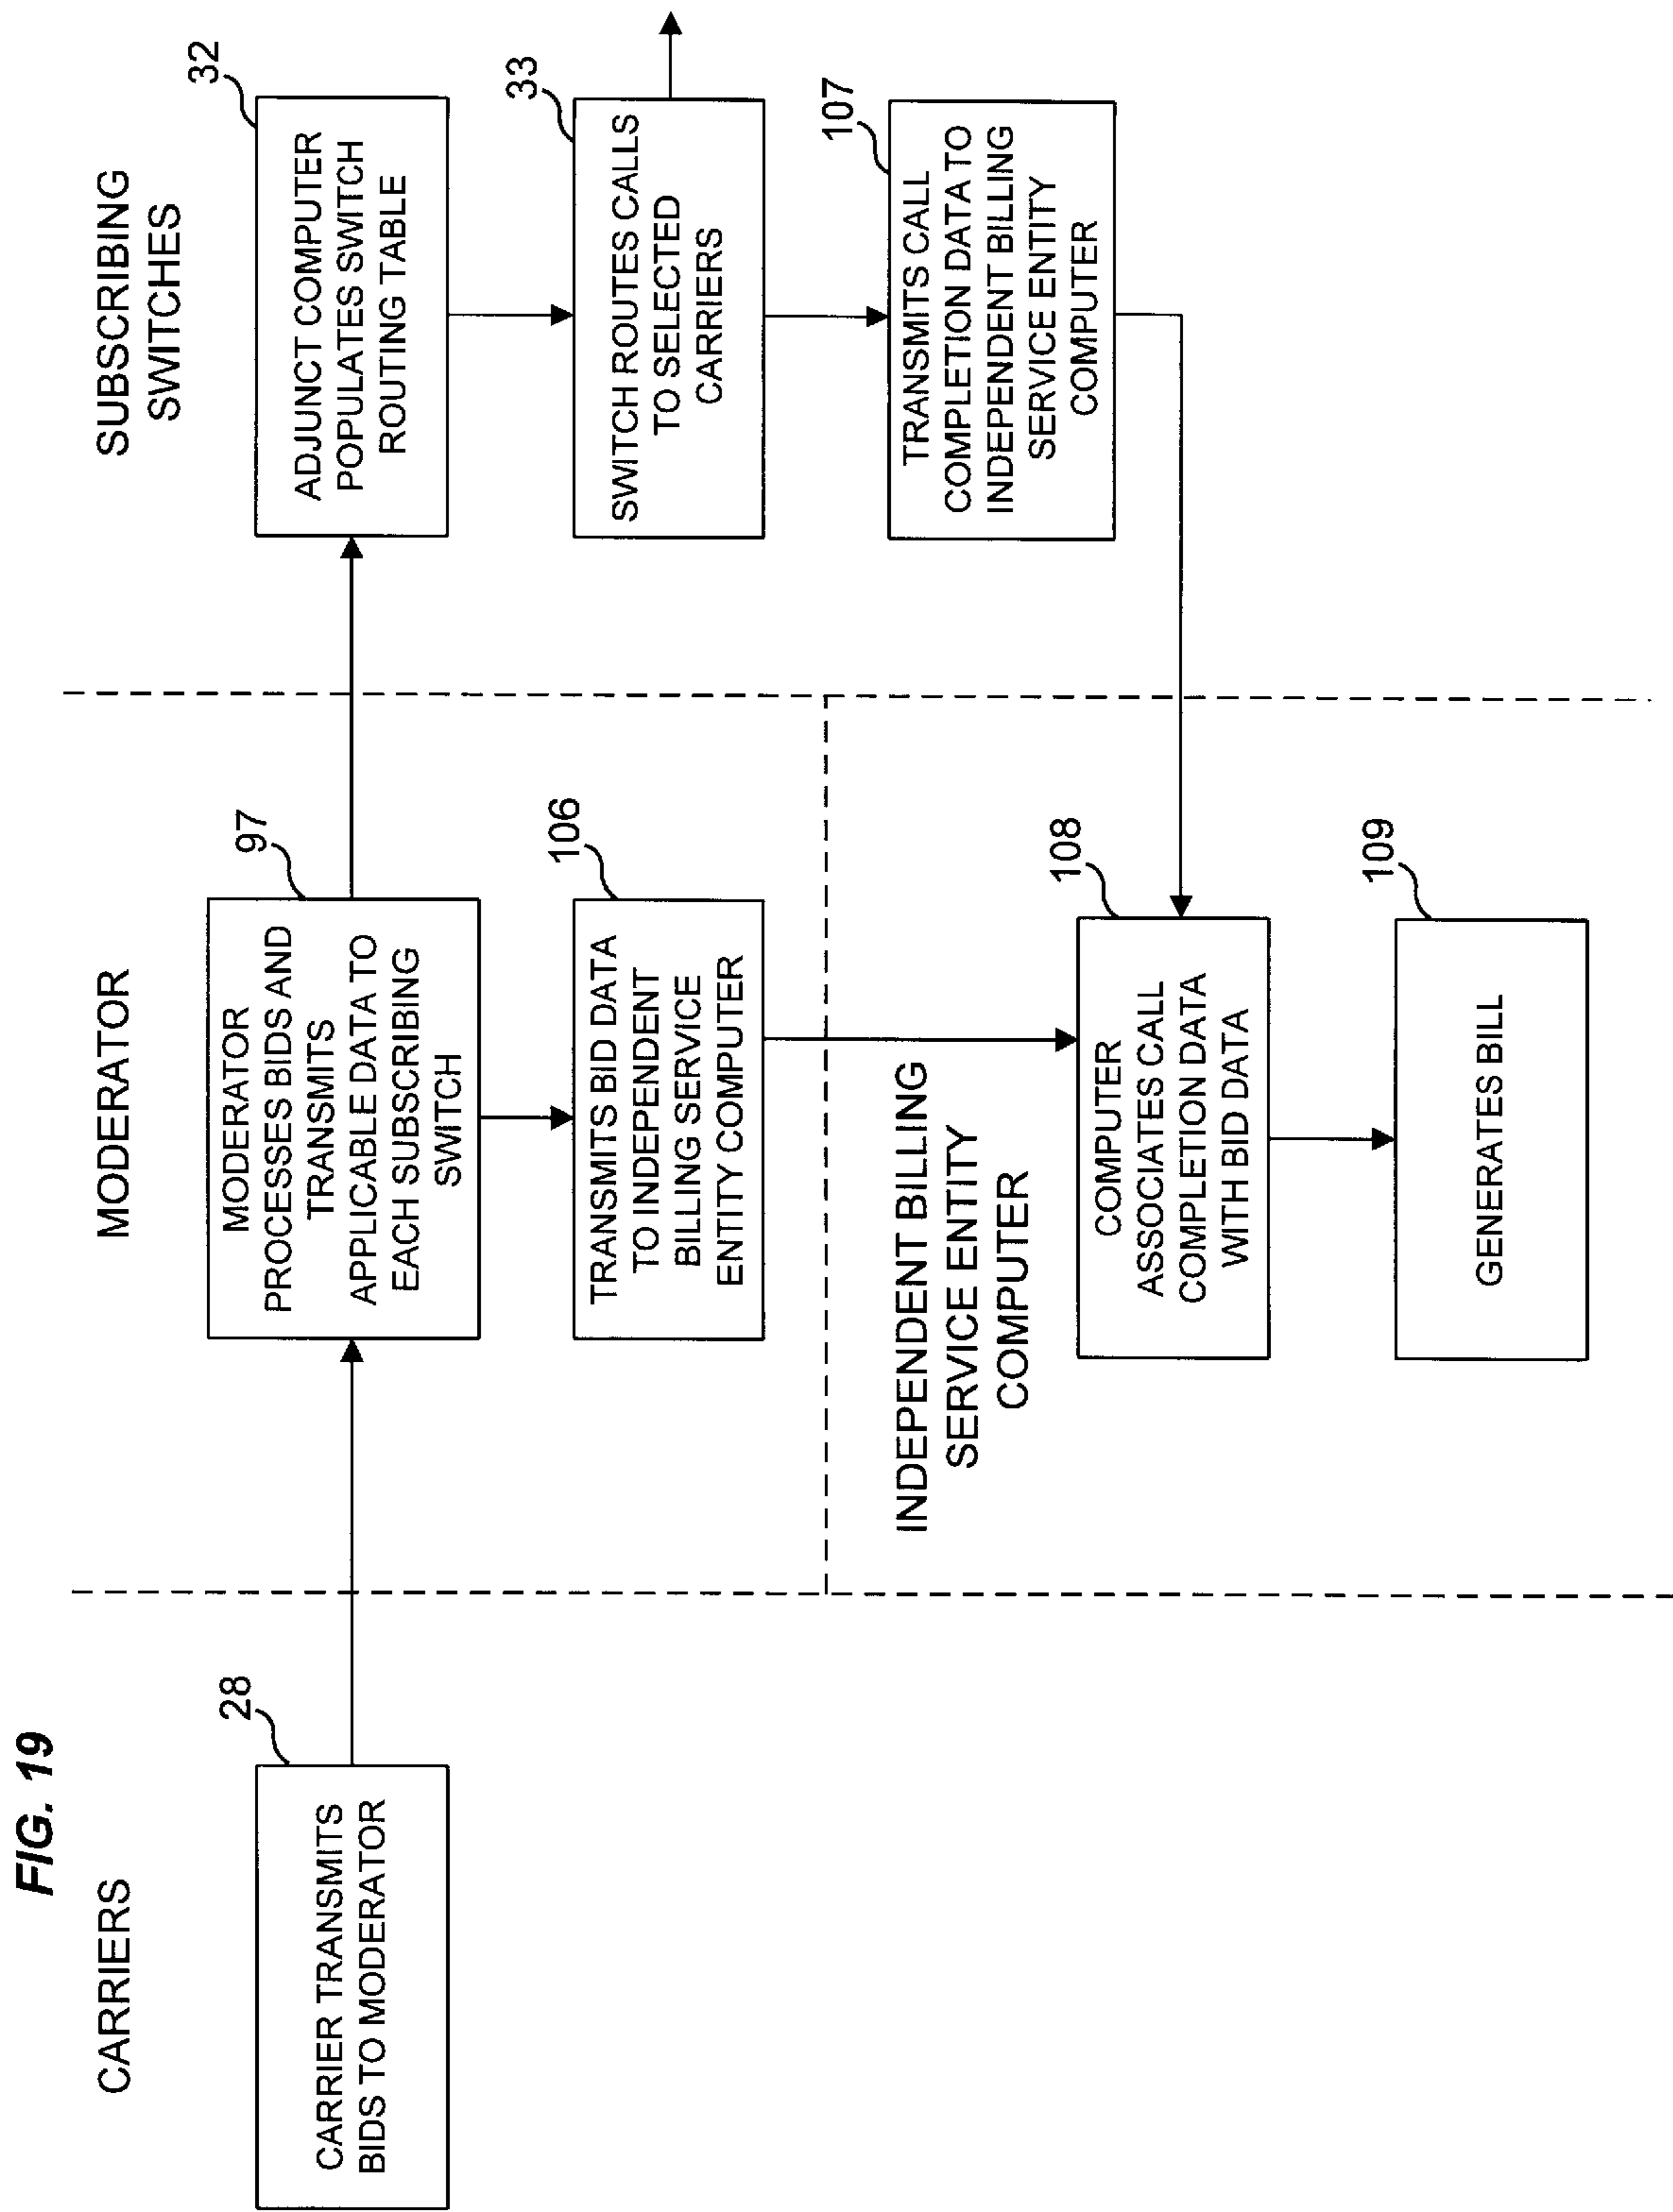 FIG. 19
CARRIERS
28
CARRIER TRANSMITS
BIDS TO MODERATOR
MODERATOR
97
MODERATOR
PROCESSES BIDS AND
TRANSMITS
APPLICABLE DATA TO
EACH SUBSCRIBING
SWITCH
106
TRANSMITS BID DATA
TO INDEPENDENT
BILLING SERVICE
ENTITY COMPUTER
INDEPENDENT BILLING
SERVICE ENTITY
COMPUTER
108
COMPUTER
ASSOCIATES CALL
COMPLETION DATA
WITH BID DATA
109
GENERATES BILL
SUBSCRIBING
SWITCHES
32
ADJUNCT COMPUTER
POPULATES SWITCH
ROUTING TABLE
33
SWITCH ROUTES CALLS
TO SELECTED
CARRIERS
107
TRANSMITS CALL
COMPLETION DATA TO
INDEPENDENT BILLING
SERVICE ENTITY
COMPUTER